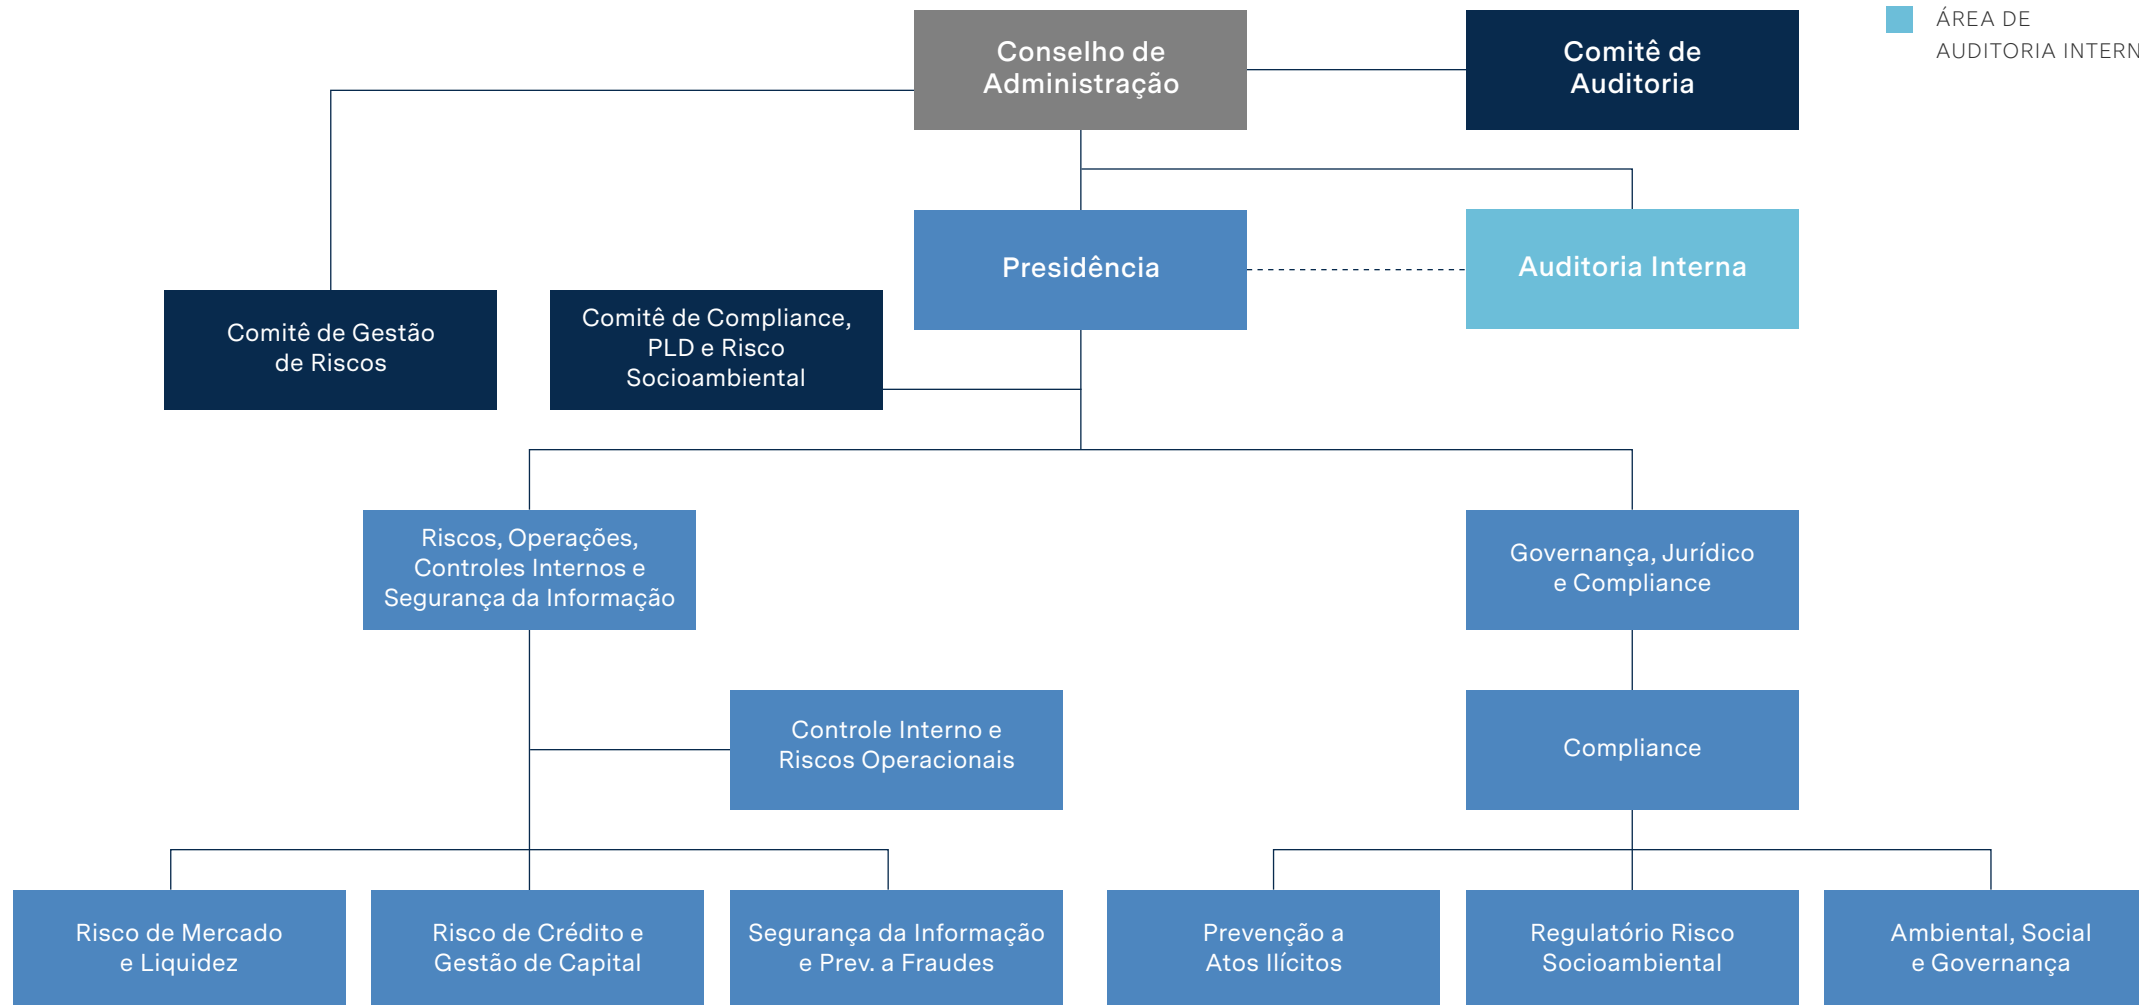 Conselho de
Administração
Comitê de
Auditoria
ÁREA DE
AUDITORIA INTERN
Presidência
Auditoria Interna
Comitê de Gestão
de Riscos
Comitê de Compliance,
PLD e Risco
Socioambiental
Riscos, Operações,
Controles Internos e
Segurança da Informação
Governança, Jurídico
e Compliance
Controle Interno e
Riscos Operacionais
Compliance
Risco de Mercado
e Liquidez
Risco de Crédito e
Gestão de Capital
Segurança da Informação
e Prev. a Fraudes
Prevenção a
Atos Ilícitos
Regulatório Risco
Socioambiental
Ambiental, Social
e Governança